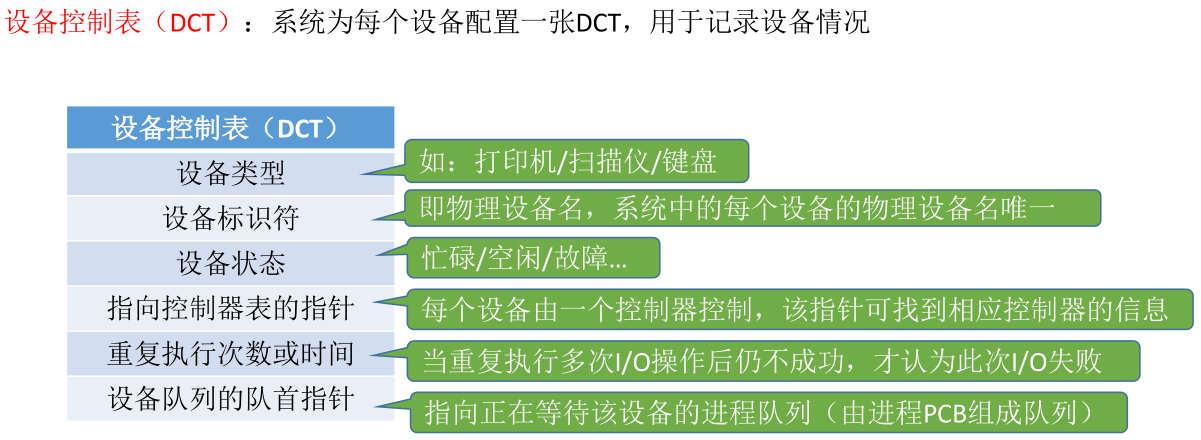 设备控制表（DCT）：系统为每个设备配置一张DCT，用于记录设备情况
设备控制表（DCT）
设备类型
如：打印机/扫描仪/键盘
设备标识符
即物理设备名，系统中的每个设备的物理设备名唯一
设备状态
忙碌/空闲/故障...
指向控制器表的指针
每个设备由一个控制器控制，该指针可找到相应控制器的信息
重复执行次数或时间
当重复执行多次I/O操作后仍不成功，才认为此次I/O失败
设备队列的队首指针
指向正在等待该设备的进程队列（由进程PCB组成队列）